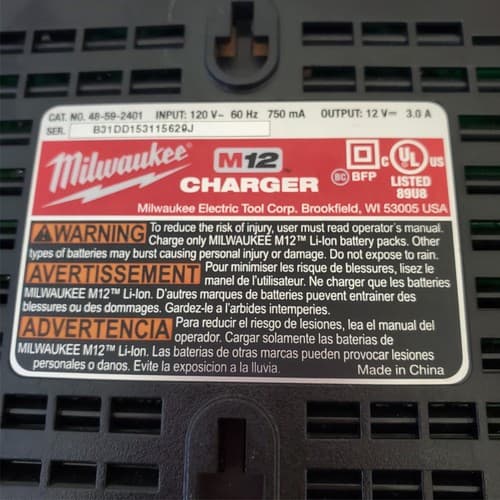 CAT. NO. 48-59-2401 INPUT: 120 V~ 60 Hz 750 mA OUTPUT: 12 V⎓ 3.0 A
SER. B31DD153115629J
Milwaukee® M12™ C UL® US
CHARGER BC BFP LISTED
89U8
Milwaukee Electric Tool Corp. Brookfield, WI 53005 USA
WARNING To reduce the risk of injury, user must read operator's manual.
Charge only MILWAUKEE M12™ Li-Ion battery packs. Other
types of batteries may burst causing personal injury or damage. Do not expose to rain.
AVERTISSEMENT Pour minimiser les risque de blessures, lisez le
manel de l'utilisateur. Ne charger que les batteries
MILWAUKEE M12™ Li-Ion. D'autres marques de batteries puevent entrainer des
blessures ou des dommages. Gardez-le a l'arbides intemperies.
ADVERTENCIA Para reducir el riesgo de lesiones, lea el manual del
operador. Cargar solamente las baterias de
MILWAUKEE M12™ Li-Ion. Las baterias de otras marcas pueden provocar lesiones
personales o danos. Evite la exposicion a la lluvia. Made in China